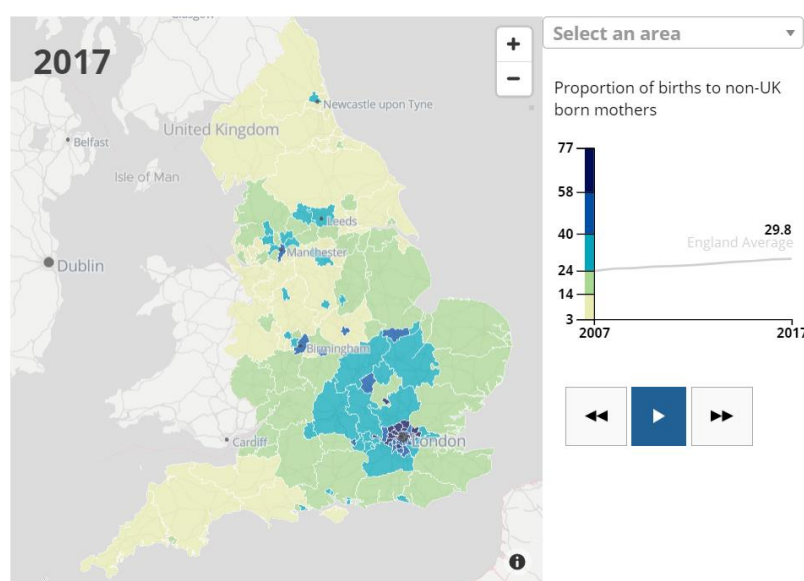 Glasgow
2017
+
−
Newcastle upon Tyne
United Kingdom
Belfast
Isle of Man
Leeds
Manchester
Dublin
Birmingham
Cardiff
London
Select an area
Proportion of births to non-UK
born mothers
77
58
40
24
14
3
29.8
England Average
2007
2017